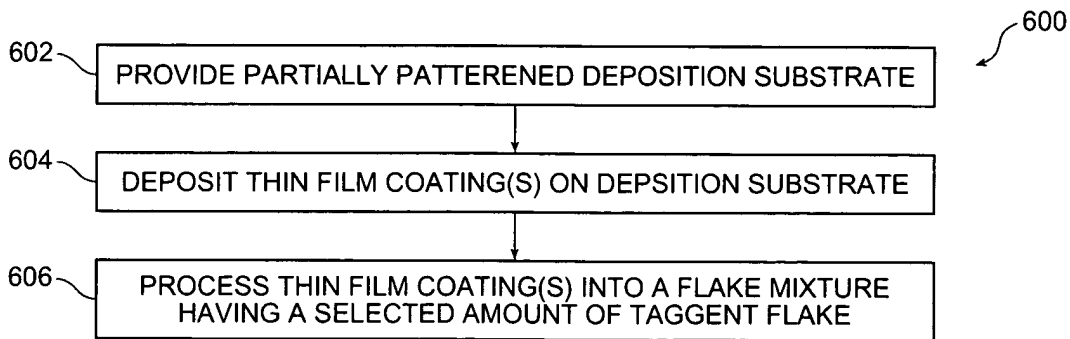 600
602
PROVIDE PARTIALLY PATTERENED DEPOSITION SUBSTRATE
604
DEPOSIT THIN FILM COATING(S) ON DEPSITION SUBSTRATE
606
PROCESS THIN FILM COATING(S) INTO A FLAKE MIXTURE
HAVING A SELECTED AMOUNT OF TAGGENT FLAKE